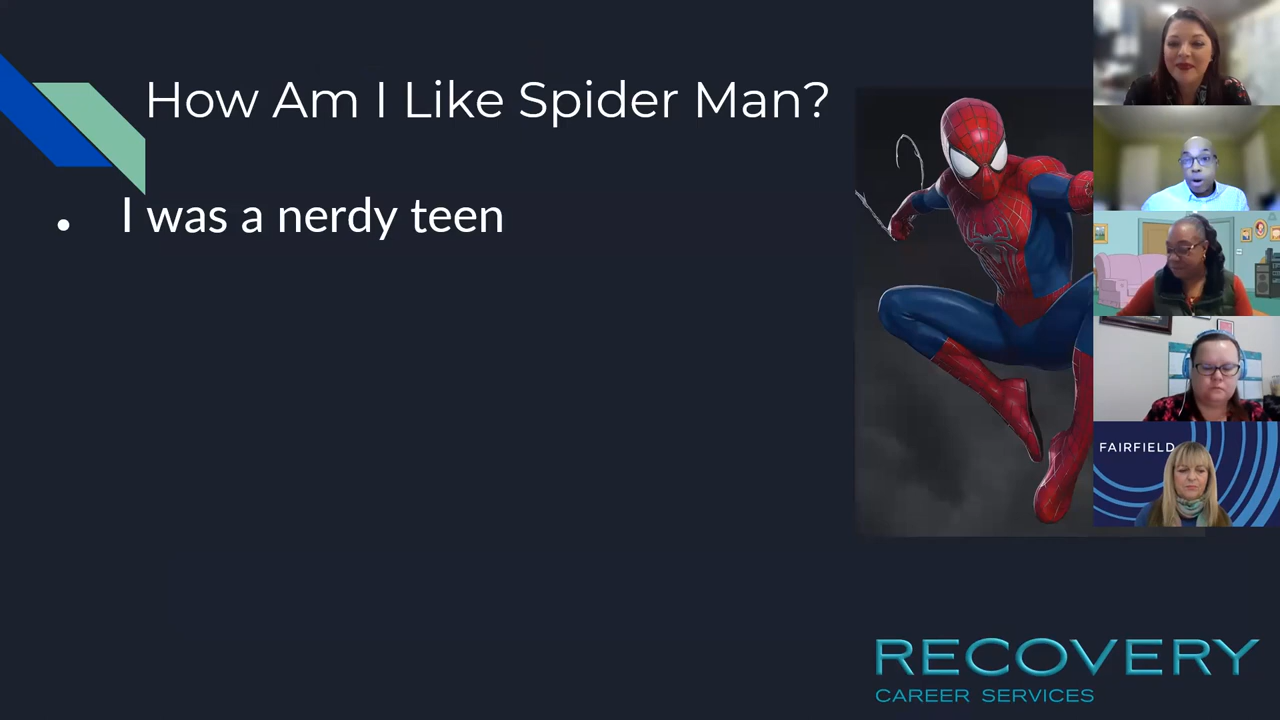 How Am I Like Spider Man?
• I was a nerdy teen
FAIRFIELD
RECOVERY
CAREER SERVICES